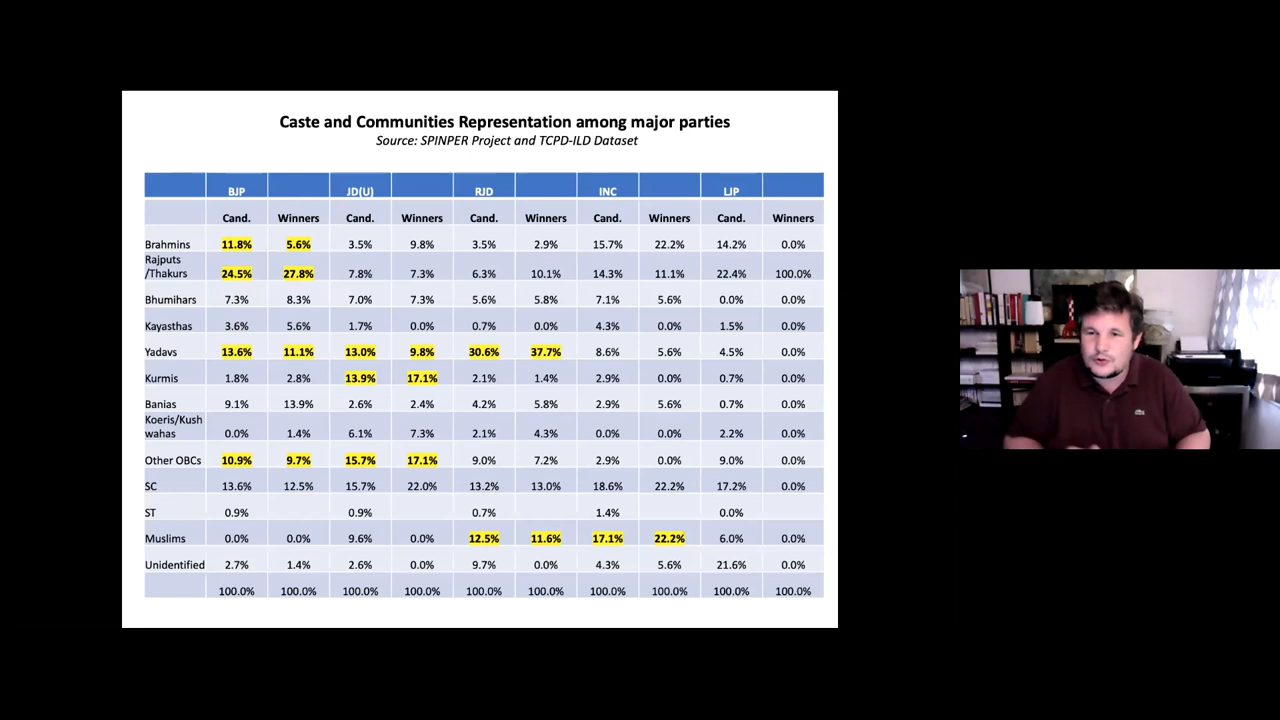 Caste and Communities Representation among major parties
Source: SPINPER Project and TCPD-ILD Dataset
BJP JD(U) RJD INC LJP
Cand. Winners Cand. Winners Cand. Winners Cand. Winners Cand. Winners
Brahmins 11.8% 5.6% 3.5% 9.8% 3.5% 2.9% 15.7% 22.2% 14.2% 0.0%
Rajputs
/Thakurs 24.5% 27.8% 7.8% 7.3% 6.3% 10.1% 14.3% 11.1% 22.4% 100.0%
Bhumihars 7.3% 8.3% 7.0% 7.3% 5.6% 5.8% 7.1% 5.6% 0.0% 0.0%
Kayasthas 3.6% 5.6% 1.7% 0.0% 0.7% 0.0% 4.3% 0.0% 1.5% 0.0%
Yadavs 13.6% 11.1% 13.0% 9.8% 30.6% 37.7% 8.6% 5.6% 4.5% 0.0%
Kurmis 1.8% 2.8% 13.9% 17.1% 2.1% 1.4% 2.9% 0.0% 0.7% 0.0%
Banias 9.1% 13.9% 2.6% 2.4% 4.2% 5.8% 2.9% 5.6% 0.7% 0.0%
Koeris/Kush
wahas 0.0% 1.4% 6.1% 7.3% 2.1% 4.3% 0.0% 0.0% 2.2% 0.0%
Other OBCs 10.9% 9.7% 15.7% 17.1% 9.0% 7.2% 2.9% 0.0% 9.0% 0.0%
SC 13.6% 12.5% 15.7% 22.0% 13.2% 13.0% 18.6% 22.2% 17.2% 0.0%
ST 0.9% 0.9% 0.7% 1.4% 0.0%
Muslims 0.0% 0.0% 9.6% 0.0% 12.5% 11.6% 17.1% 22.2% 6.0% 0.0%
Unidentified 2.7% 1.4% 2.6% 0.0% 9.7% 0.0% 4.3% 5.6% 21.6% 0.0%
100.0% 100.0% 100.0% 100.0% 100.0% 100.0% 100.0% 100.0% 100.0% 100.0%